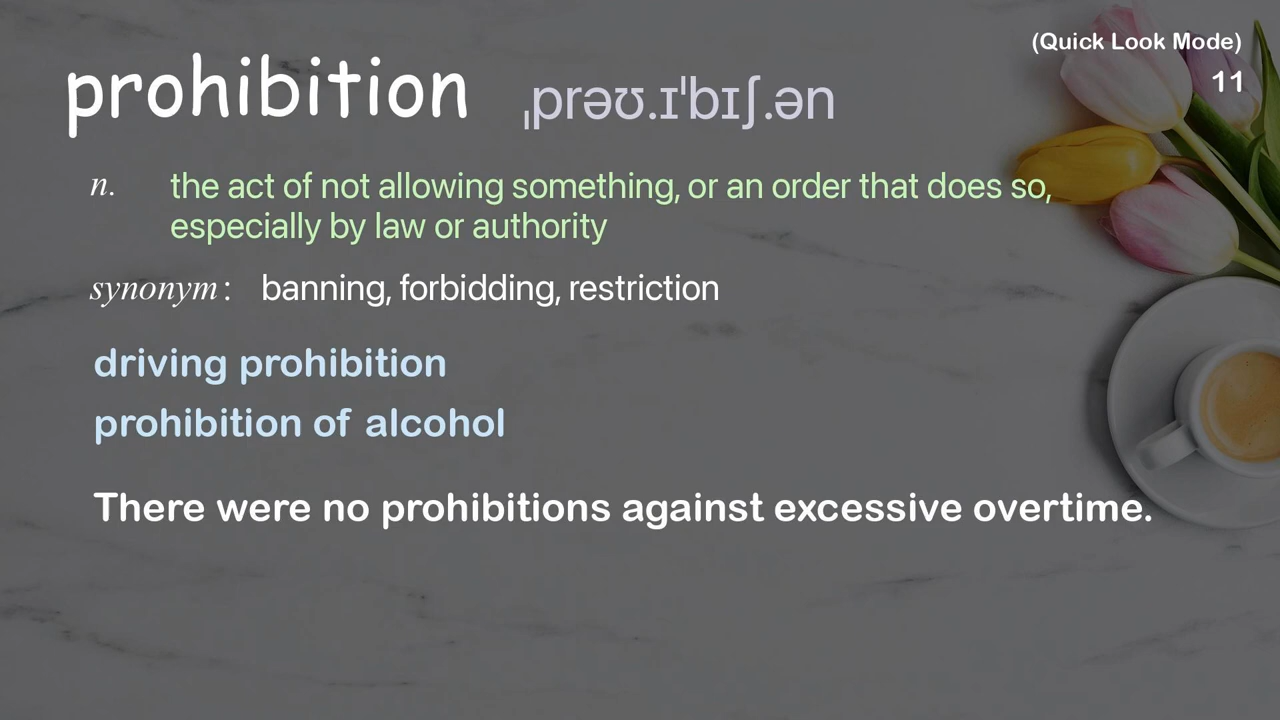 (Quick Look Mode)
11
prohibition ˌprəʊ.ɪˈbɪʃ.ən
n. the act of not allowing something, or an order that does so,
especially by law or authority
synonym: banning, forbidding, restriction
driving prohibition
prohibition of alcohol
There were no prohibitions against excessive overtime.